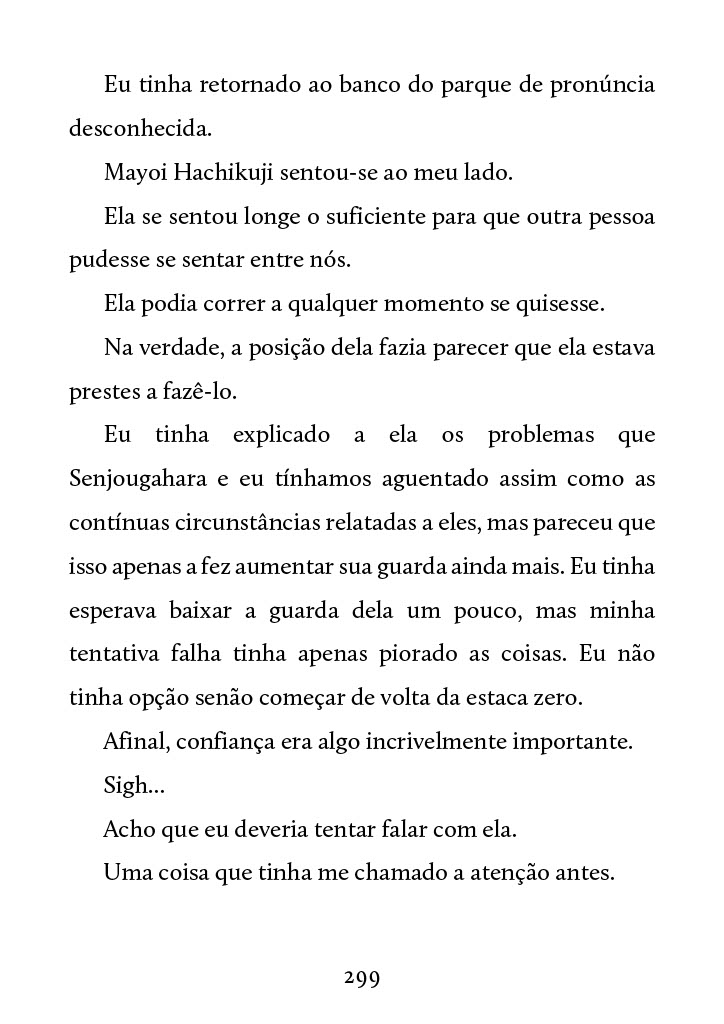 Eu tinha retornado ao banco do parque de pronúncia
desconhecida.
Mayoi Hachikuji sentou-se ao meu lado.
Ela se sentou longe o suficiente para que outra pessoa
pudesse se sentar entre nós.
Ela podia correr a qualquer momento se quisesse.
Na verdade, a posição dela fazia parecer que ela estava
prestes a fazê-lo.
Eu tinha explicado a ela os problemas que
Senjougahara e eu tínhamos aguentado assim como as
contínuas circunstâncias relatadas a eles, mas pareceu que
isso apenas a fez aumentar sua guarda ainda mais. Eu tinha
esperava baixar a guarda dela um pouco, mas minha
tentativa falha tinha apenas piorado as coisas. Eu não
tinha opção senão começar de volta da estaca zero.
Afinal, confiança era algo incrivelmente importante.
Sigh...
Acho que eu deveria tentar falar com ela.
Uma coisa que tinha me chamado a atenção antes.
299